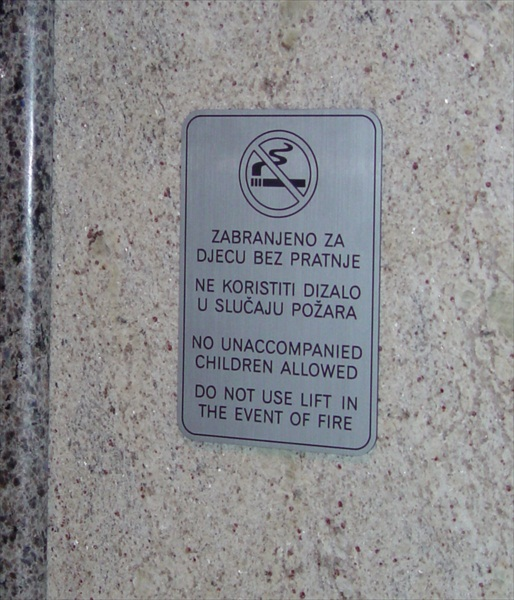 ZABRANJENO ZA
DJECU BEZ PRATNJE
NE KORISTITI DIZALO
U SLUČAJU POŽARA
NO UNACCOMPANIED
CHILDREN ALLOWED
DO NOT USE LIFT IN
THE EVENT OF FIRE